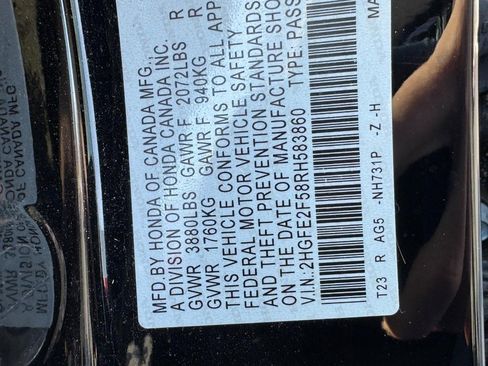 MFD.BY HONDA OF CANADA MFG.,
A DIVISION OF HONDA CANADA INC.
GVWR 3880LBS GAWR F 2072LBS R
GVWR 1760KG GAWR F 940KG R
THIS VEHICLE CONFORMS TO ALL APP
FEDERAL MOTOR VEHICLE SAFETY
AND THEFT PREVENTION STANDARDS
ON THE DATE OF MANUFACTURE SHO
V.I.N.:2HGFE2F58RH583860 TYPE: PASS
T23 R AG5 -NH731P -Z -H MA